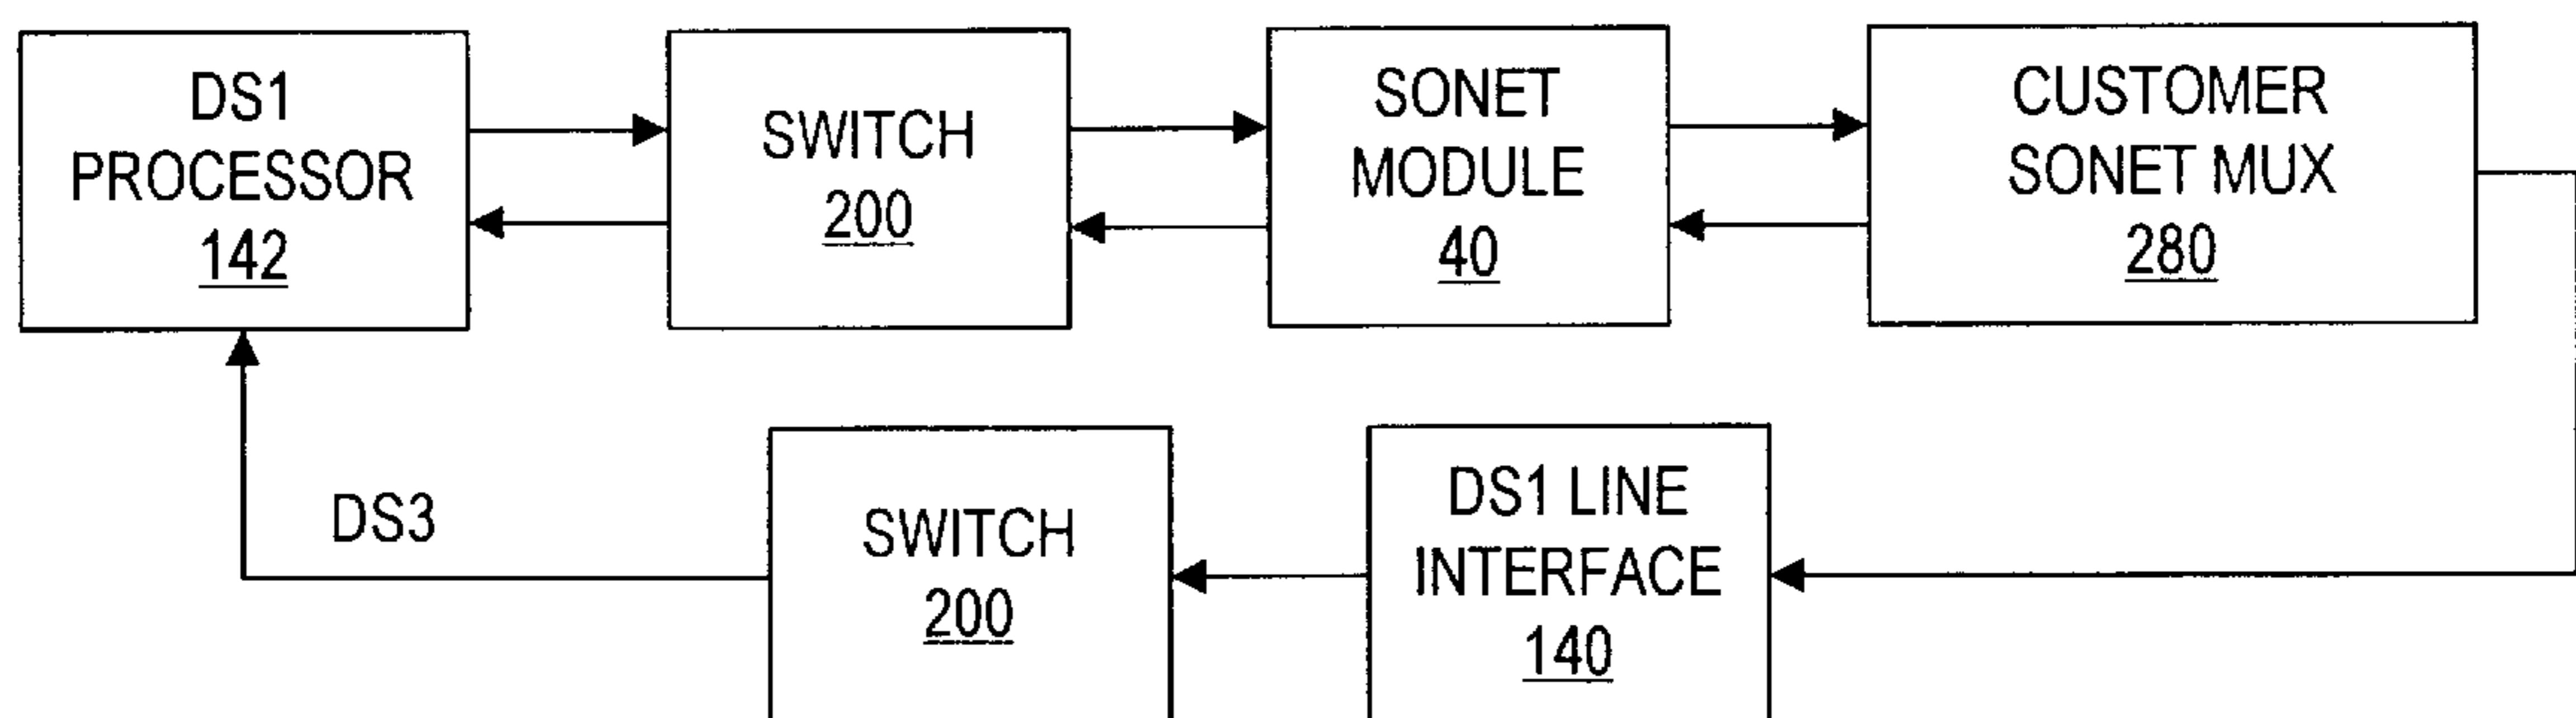 DS1
PROCESSOR
142
SWITCH
200
SONET
MODULE
40
CUSTOMER
SONET MUX
280
DS3
SWITCH
200
DS1 LINE
INTERFACE
140